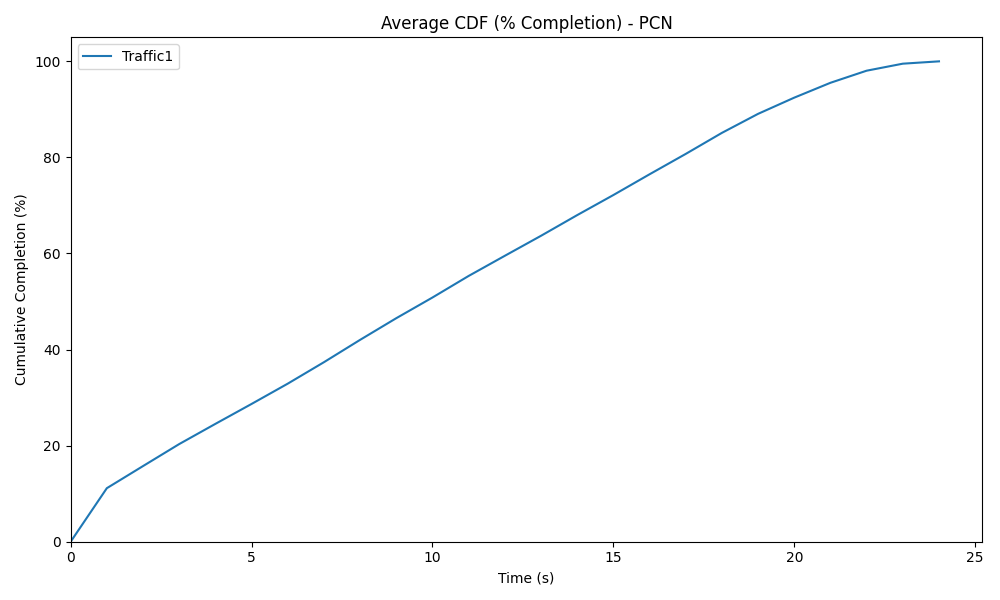 Average CDF (% Completion) - PCN
Traffic1
Cumulative Completion (%)
100
80
60
40
20
0
0 5 10 15 20 25
Time (s)